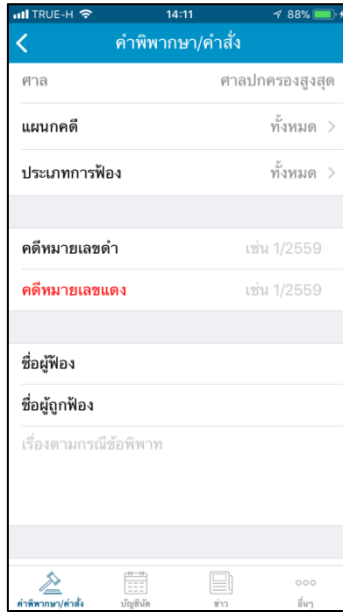 TRUE-H 14:11 88%
คำพิพากษา/คำสั่ง
ศาล ศาลปกครองสูงสุด
แผนกคดี ทั้งหมด
ประเภทการฟ้อง ทั้งหมด
คดีหมายเลขดำ เช่น 1/2559
คดีหมายเลขแดง เช่น 1/2559
ชื่อผู้ฟ้อง
ชื่อผู้ถูกฟ้อง
เรื่องตามกรณีข้อพิพาท
คำพิพากษา/คำสั่ง บัญชีนัด ข่าว อื่นๆ